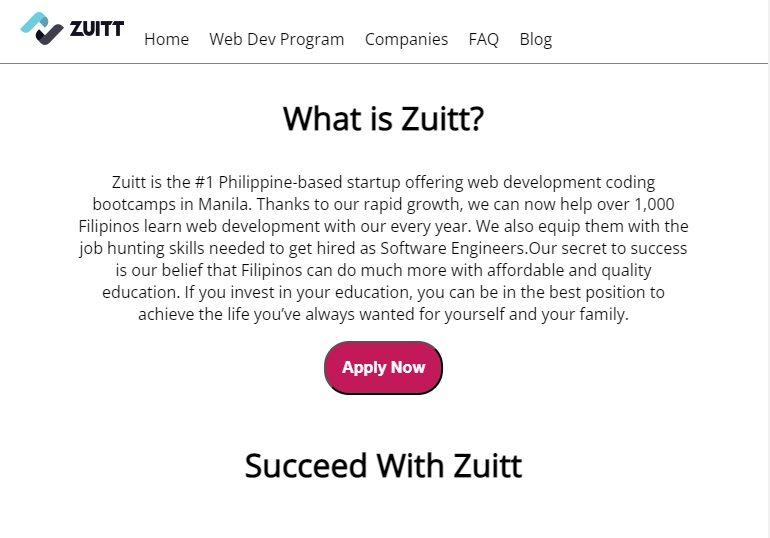 ZUITT
Home Web Dev Program Companies FAQ Blog
What is Zuitt?
Zuitt is the #1 Philippine-based startup offering web development coding
bootcamps in Manila. Thanks to our rapid growth, we can now help over 1,000
Filipinos learn web development with our every year. We also equip them with the
job hunting skills needed to get hired as Software Engineers.Our secret to success
is our belief that Filipinos can do much more with affordable and quality
education. If you invest in your education, you can be in the best position to
achieve the life you’ve always wanted for yourself and your family.
Apply Now
Succeed With Zuitt